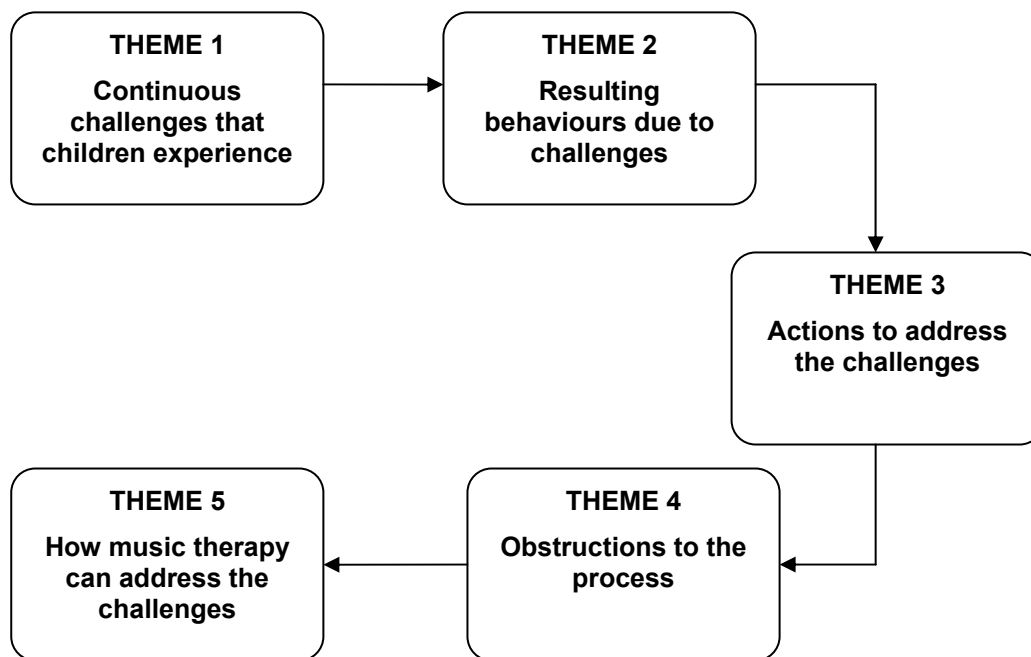 THEME 1
Continuous
challenges that
children experience
THEME 2
Resulting
behaviours due to
challenges
THEME 3
Actions to address
the challenges
THEME 4
Obstructions to the
process
THEME 5
How music therapy
can address the
challenges